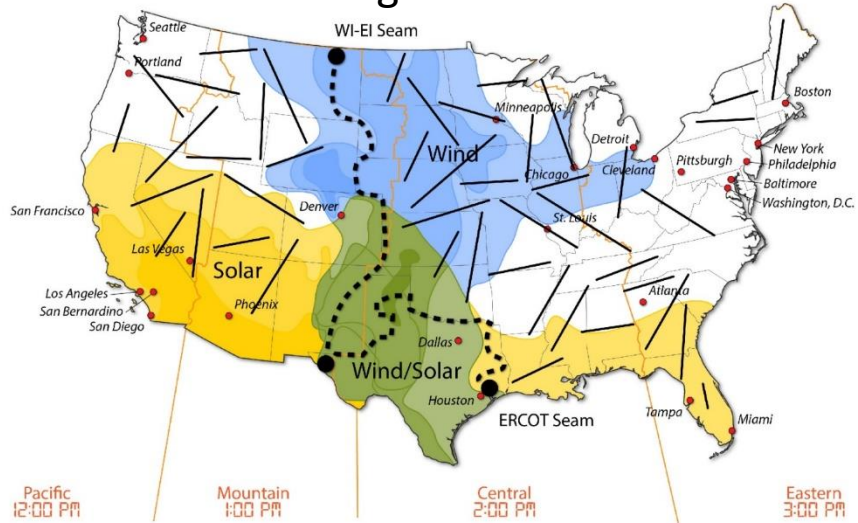 WI-EI Seam
Seattle
Portland
Minneapolis
Boston
Detroit
New York
Wind
Chicago
Cleveland
Pittsburgh
Philadelphia
Baltimore
Washington, D.C.
San Francisco
Denver
St. Louis
Las Vegas
Solar
Los Angeles
San Bernardino
San Diego
Phoenix
Atlanta
Dallas
Wind/Solar
Houston
ERCOT Seam
Tampa
Miami
Pacific
12:00 PM
Mountain
1:00 PM
Central
2:00 PM
Eastern
3:00 PM